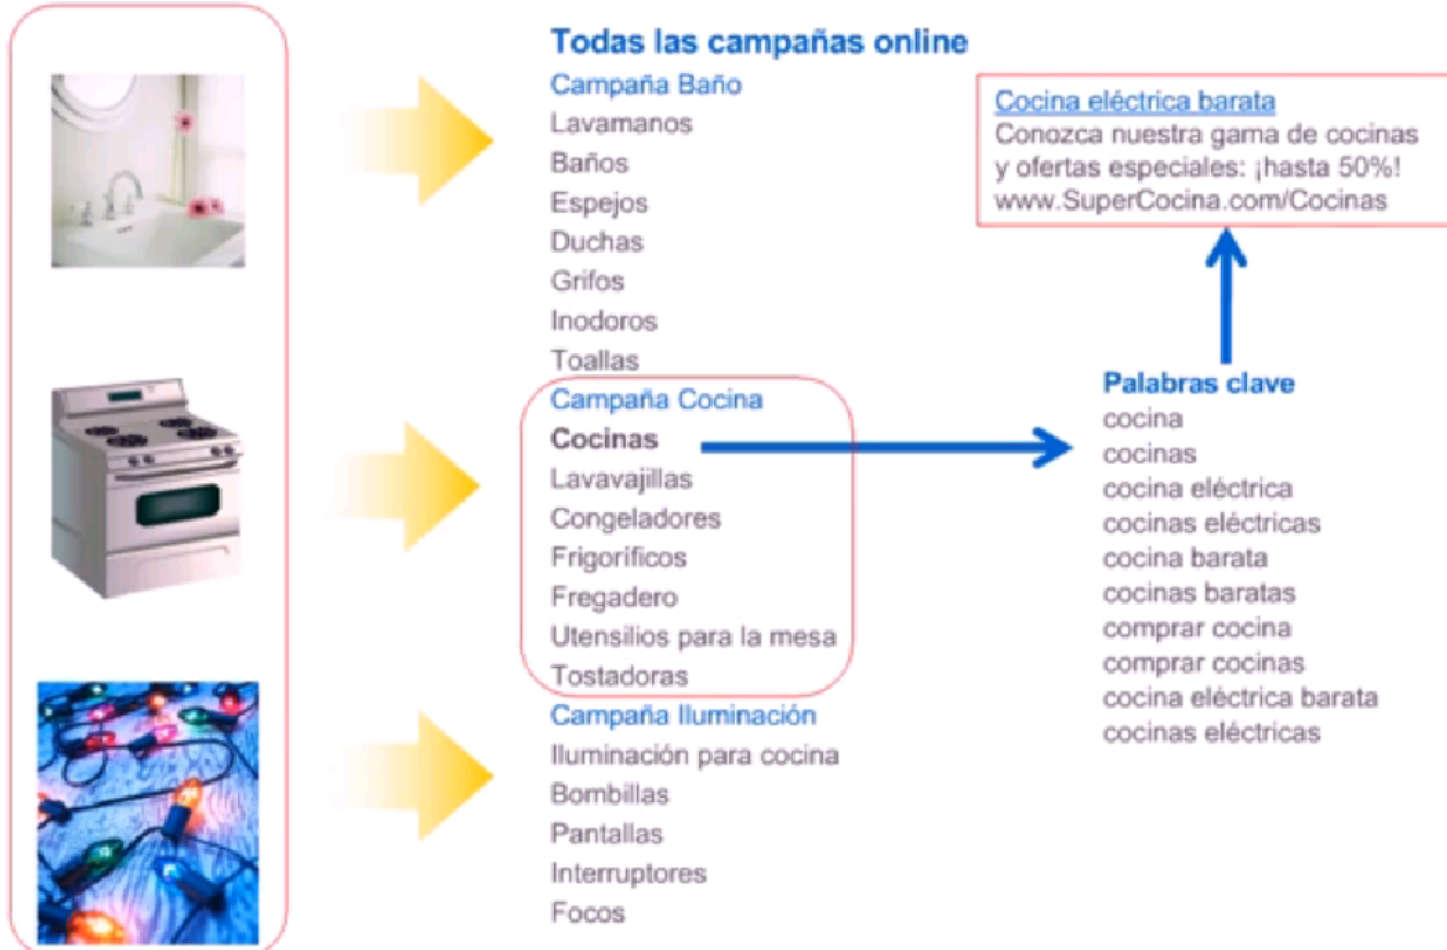 Todas las campañas online
Campaña Baño
Lavamanos
Baños
Espejos
Duchas
Grifos
Inodoros
Toallas
Campaña Cocina
Cocinas
Lavavajillas
Congeladores
Frigoríficos
Fregadero
Utensilios para la mesa
Tostadoras
Campaña Iluminación
Iluminación para cocina
Bombillas
Pantallas
Interruptores
Focos
Cocina eléctrica barata
Conozca nuestra gama de cocinas
y ofertas especiales: ¡hasta 50%!
www.SuperCocina.com/Cocinas
Palabras clave
cocina
cocinas
cocina eléctrica
cocinas eléctricas
cocina barata
cocinas baratas
comprar cocina
comprar cocinas
cocina eléctrica barata
cocinas eléctricas